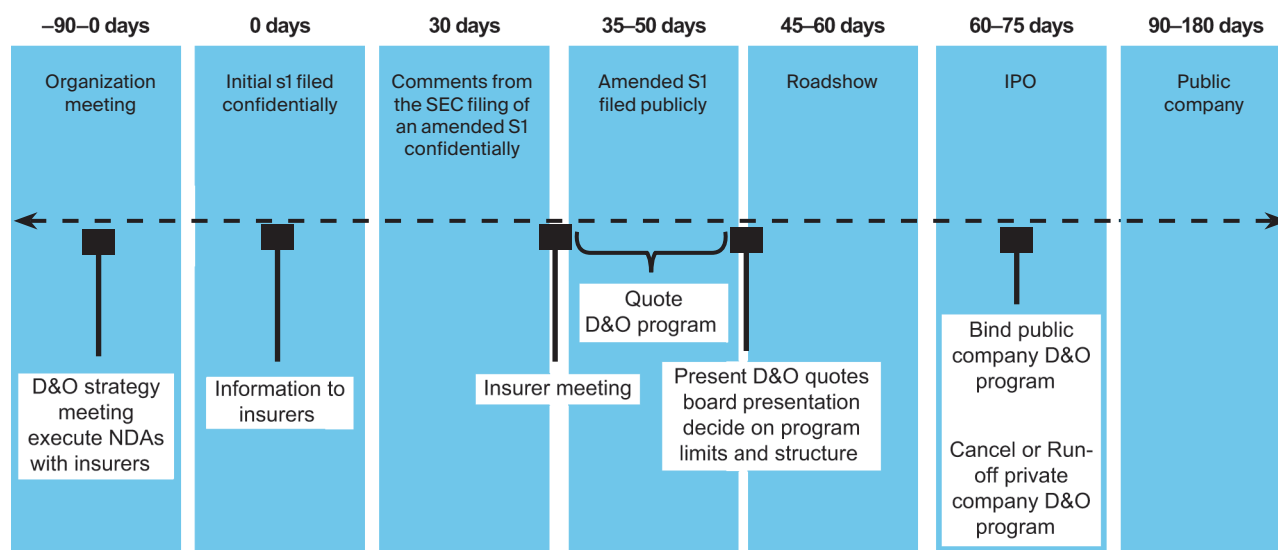 –90–0 days
0 days
30 days
35–50 days
45–60 days
60–75 days
90–180 days
Organization
meeting
Initial s1 filed
confidentially
Comments from
the SEC filing of
an amended S1
confidentially
Amended S1
filed publicly
Roadshow
IPO
Public
company
D&O strategy
meeting
execute NDAs
with insurers
Information to
insurers
Insurer meeting
Quote
D&O program
Present D&O quotes
board presentation
decide on program
limits and structure
Bind public
company D&O
program
Cancel or Run-
off private
company D&O
program